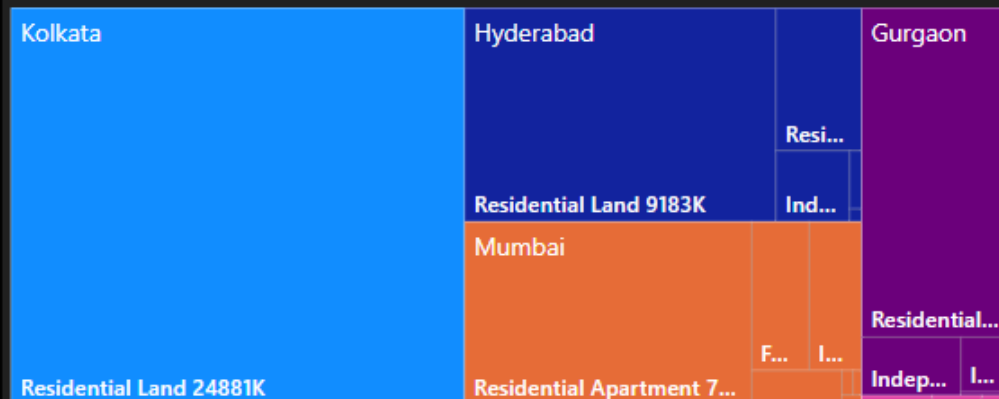 Kolkata
Residential Land 24881K
Hyderabad
Residential Land 9183K
Resi...
Ind...
Mumbai
Residential Apartment 7...
F...
I...
Gurgaon
Residential...
Indep...
I...